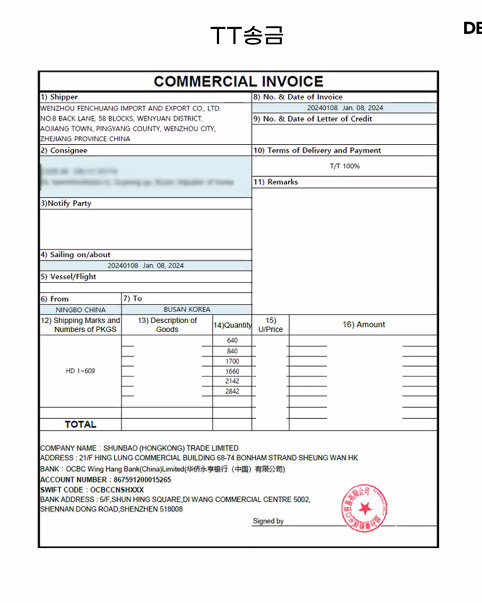 TT송금
DE
COMMERCIAL INVOICE
1) Shipper
WENZHOU FENCHUANG IMPORT AND EXPORT CO., LTD.
NO.8 BACK LANE, 58 BLOCKS, WENYUAN DISTRICT,
AOJIANG TOWN, PINGYANG COUNTY, WENZHOU CITY,
ZHEJIANG PROVINCE CHINA
8) No. & Date of Invoice
20240108 Jan. 08, 2024
9) No. & Date of Letter of Credit
2) Consignee
10) Terms of Delivery and Payment
T/T 100%
11) Remarks
3)Notify Party
4) Sailing on/about
20240108 Jan. 08, 2024
5) Vessel/Flight
6) From
7) To
NINGBO CHINA
BUSAN KOREA
12) Shipping Marks and
Numbers of PKGS
13) Description of
Goods
14)Quantity
15)
U/Price
16) Amount
HD 1~609
640
840
1700
1660
2142
2842
TOTAL
COMPANY NAME : SHUNBAO (HONGKONG) TRADE LIMITED
ADDRESS : 21/F HING LUNG COMMERCIAL BUILDING 68-74 BONHAM STRAND SHEUNG WAN HK
BANK : OCBC Wing Hang Bank(China)Limited(华侨永亨银行（中国）有限公司)
ACCOUNT NUMBER : 867591200015265
SWIFT CODE : OCBCCNSHXXX
BANK ADDRESS : 5/F,SHUN HING SQUARE,DI WANG COMMERCIAL CENTRE 5002,
SHENNAN DONG ROAD,SHENZHEN 518008
Signed by